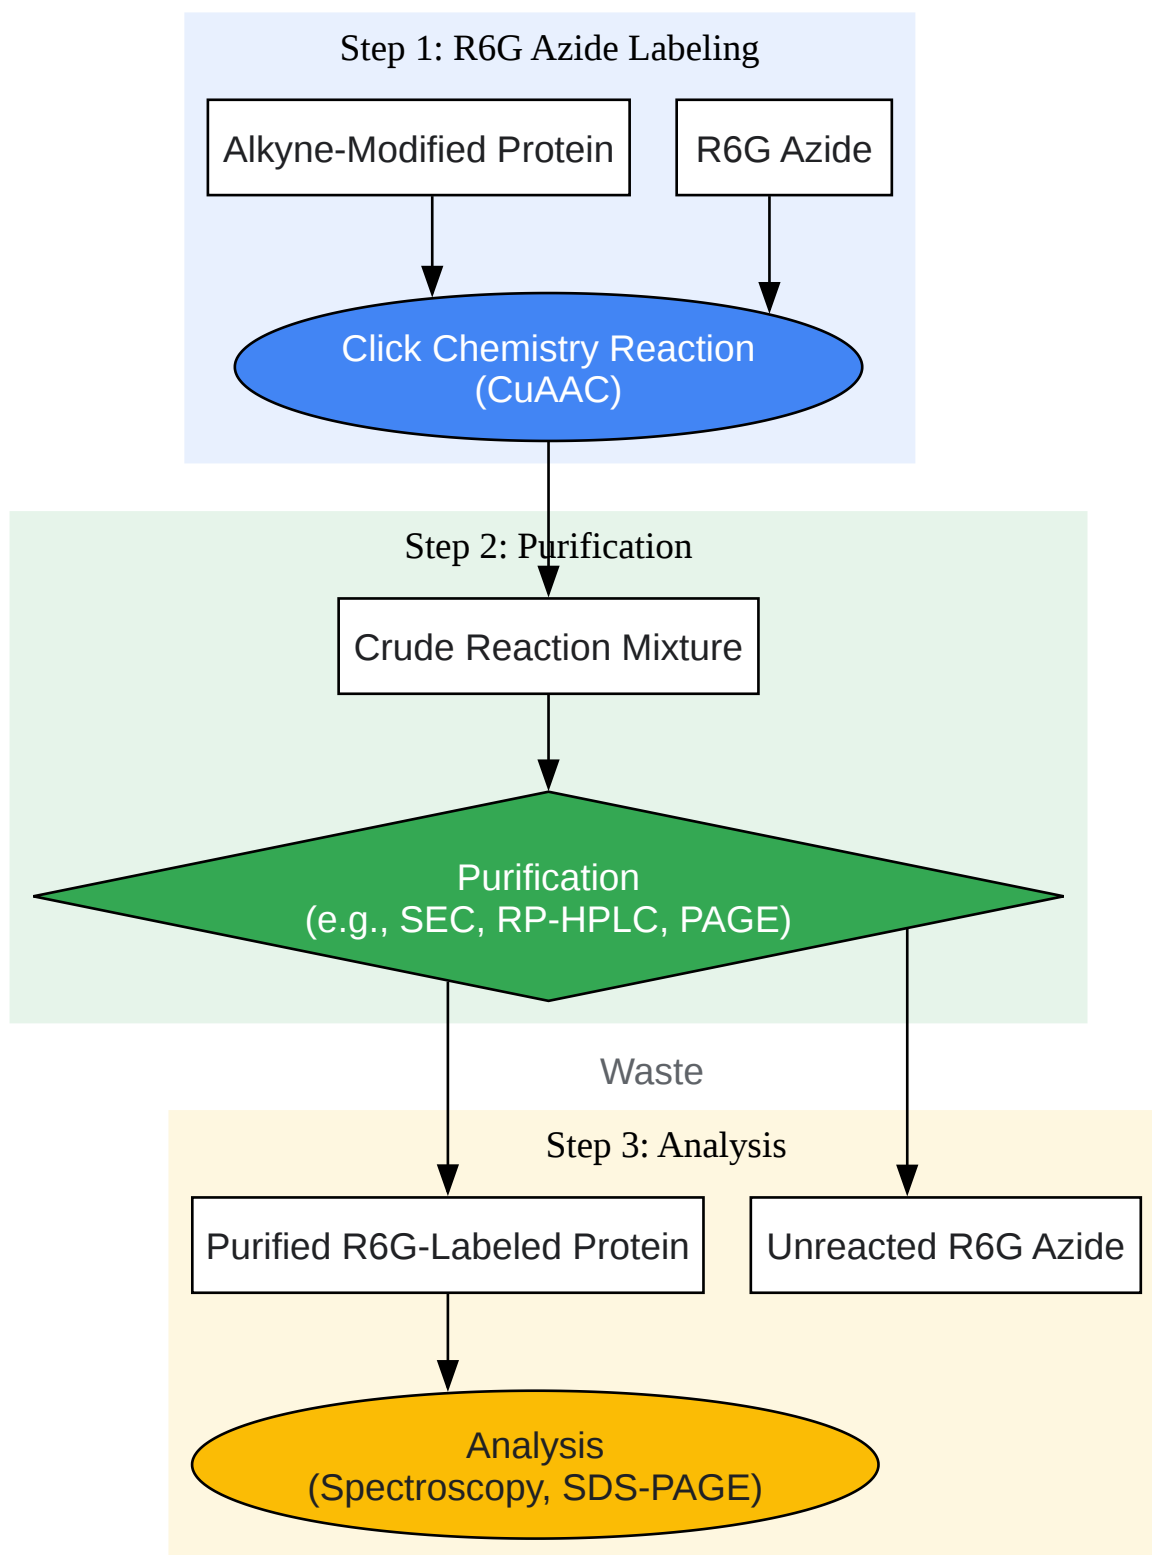 Step 1: R6G Azide Labeling
Alkyne-Modified Protein
R6G Azide
Click Chemistry Reaction
(CuAAC)
Step 2: Purification
Crude Reaction Mixture
Purification
(e.g., SEC, RP-HPLC, PAGE)
Waste
Step 3: Analysis
Purified R6G-Labeled Protein
Unreacted R6G Azide
Analysis
(Spectroscopy, SDS-PAGE)